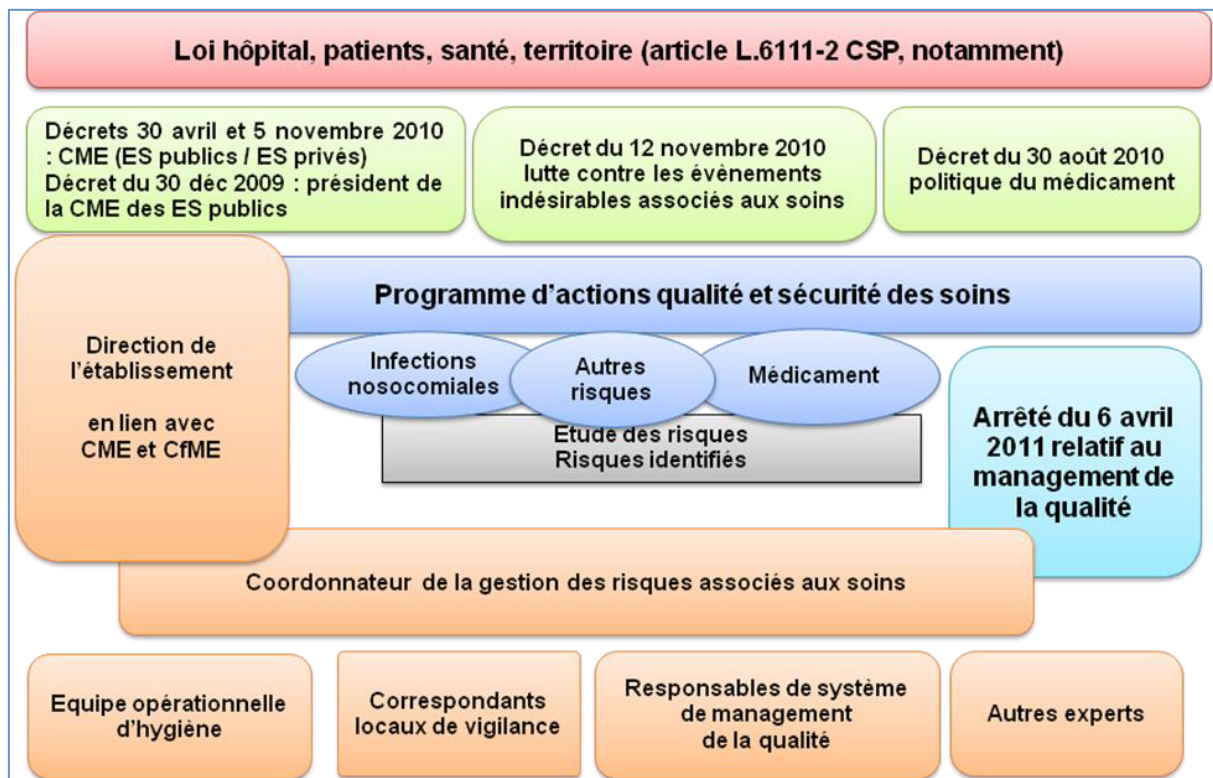 Loi hôpital, patients, santé, territoire (article L.6111-2 CSP, notamment)
Décrets 30 avril et 5 novembre 2010
: CME (ES publics / ES privés)
Décret du 30 déc 2009 : président de
la CME des ES publics
Décret du 12 novembre 2010
lutte contre les évènements
indésirables associés aux soins
Décret du 30 août 2010
politique du médicament
Direction de
l'établissement
en lien avec
CME et CfME
Programme d'actions qualité et sécurité des soins
Infections
nosocomiales
Autres
risques
Médicament
Etude des risques
Risques identifiés
Arrêté du 6 avril
2011 relatif au
management de
la qualité
Coordonnateur de la gestion des risques associés aux soins
Equipe opérationnelle
d'hygiène
Correspondants
locaux de vigilance
Responsables de système
de management
de la qualité
Autres experts